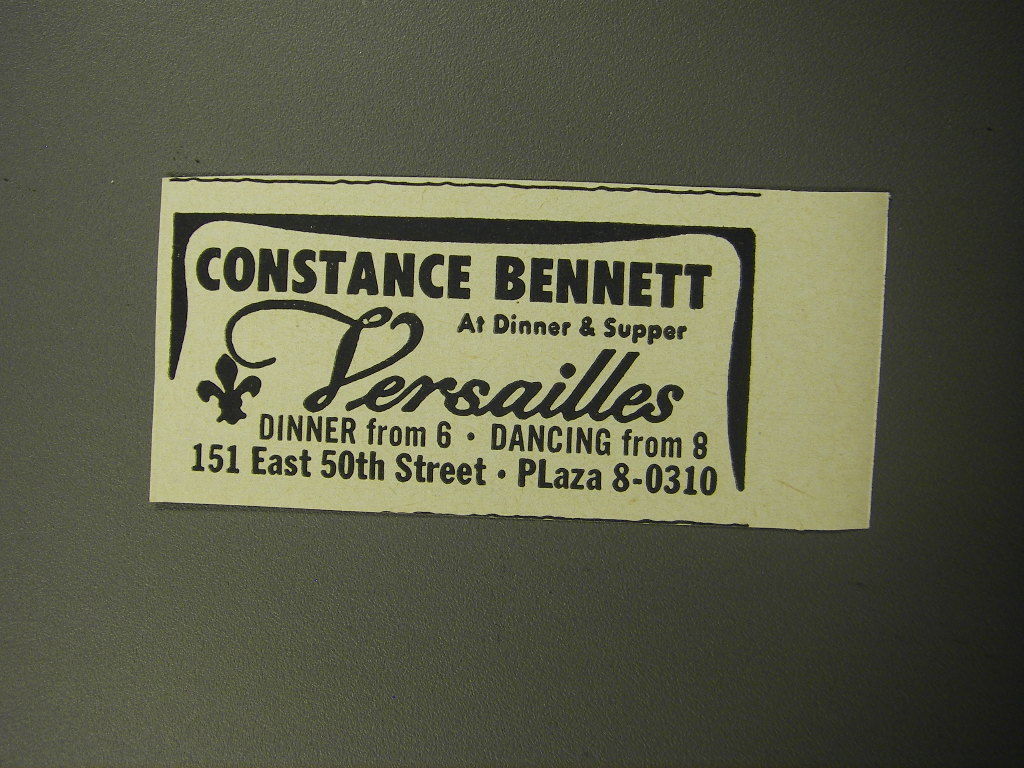 CONSTANCE BENNETT
At Dinner & Supper
Versailles
DINNER from 6 · DANCING from 8
151 East 50th Street · PLaza 8-0310